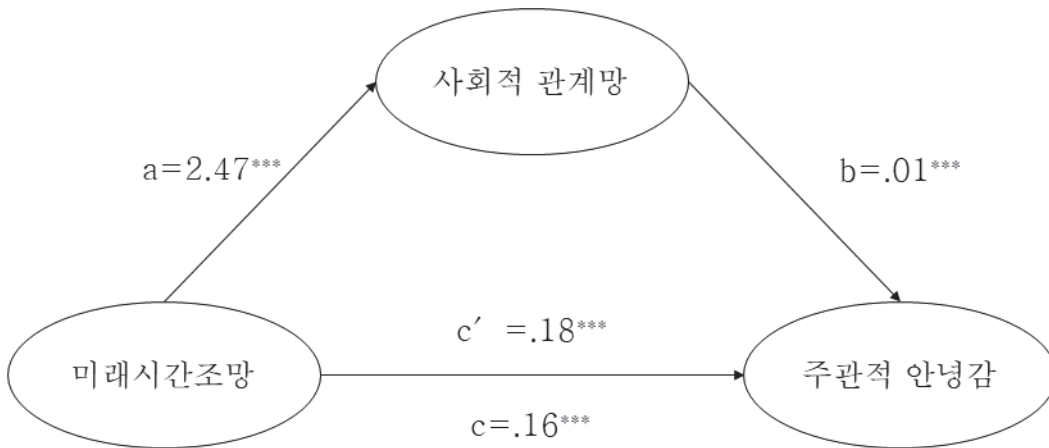 사회적 관계망
a=2.47***
b=.01***
미래시간조망
c′ =.18***
주관적 안녕감
c=.16***